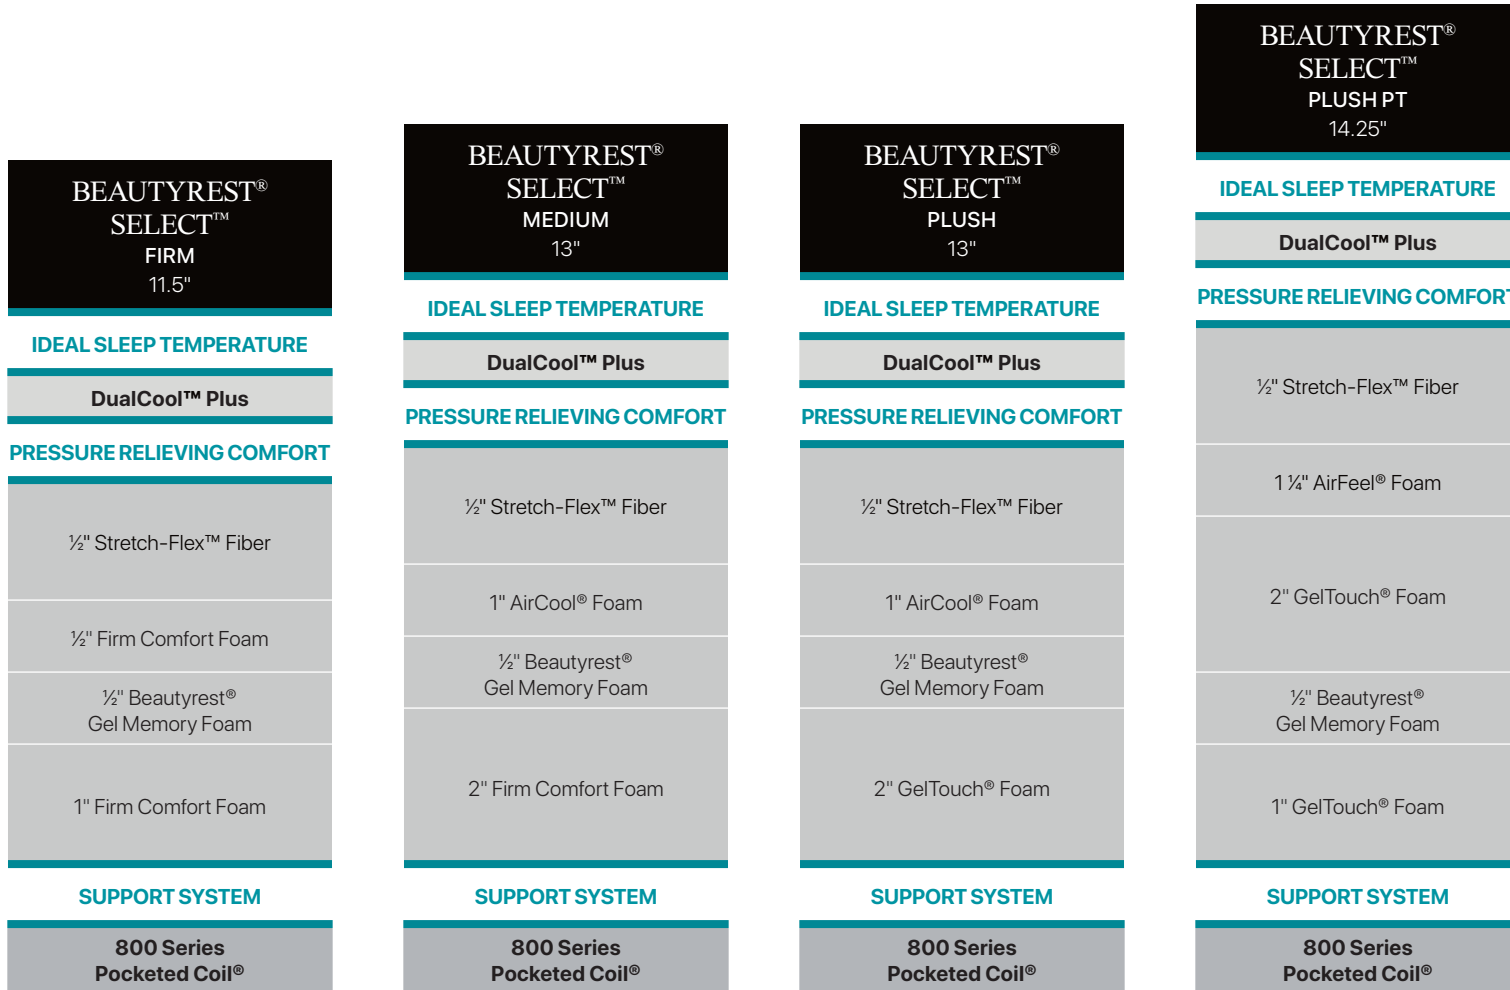 BEAUTYREST®
SELECT™
FIRM
11.5"
IDEAL SLEEP TEMPERATURE
DualCool™ Plus
PRESSURE RELIEVING COMFORT
½" Stretch-Flex™ Fiber
½" Firm Comfort Foam
½" Beautyrest®
Gel Memory Foam
1" Firm Comfort Foam
SUPPORT SYSTEM
800 Series
Pocketed Coil®
BEAUTYREST®
SELECT™
MEDIUM
13"
IDEAL SLEEP TEMPERATURE
DualCool™ Plus
PRESSURE RELIEVING COMFORT
½" Stretch-Flex™ Fiber
1" AirCool® Foam
½" Beautyrest®
Gel Memory Foam
2" Firm Comfort Foam
SUPPORT SYSTEM
800 Series
Pocketed Coil®
BEAUTYREST®
SELECT™
PLUSH
13"
IDEAL SLEEP TEMPERATURE
DualCool™ Plus
PRESSURE RELIEVING COMFORT
½" Stretch-Flex™ Fiber
1" AirCool® Foam
½" Beautyrest®
Gel Memory Foam
2" GelTouch® Foam
SUPPORT SYSTEM
800 Series
Pocketed Coil®
BEAUTYREST®
SELECT™
PLUSH PT
14.25"
IDEAL SLEEP TEMPERATURE
DualCool™ Plus
PRESSURE RELIEVING COMFORT
½" Stretch-Flex™ Fiber
1 ¼" AirFeel® Foam
2" GelTouch® Foam
½" Beautyrest®
Gel Memory Foam
1" GelTouch® Foam
SUPPORT SYSTEM
800 Series
Pocketed Coil®